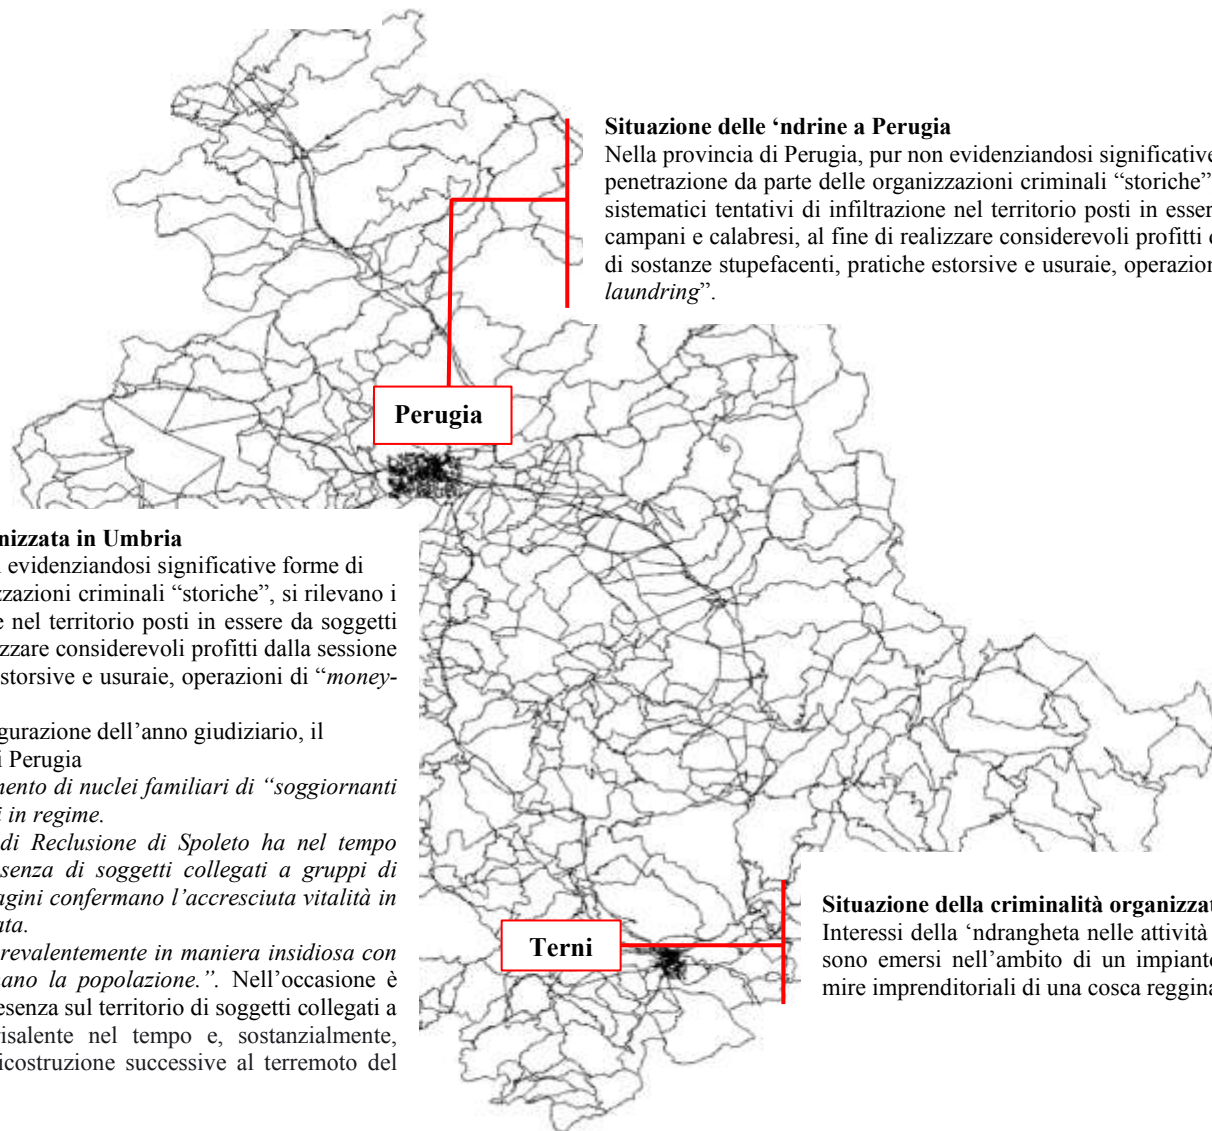 Situazione delle ‘ndrine a Perugia
Nella provincia di Perugia, pur non evidenziandosi significative
penetrazione da parte delle organizzazioni criminali “storiche”
sistematici tentativi di infiltrazione nel territorio posti in esser
campani e calabresi, al fine di realizzare considerevoli profitti d
di sostanze stupefacenti, pratiche estorsive e usuraie, operazion
laundring”.
Perugia
nizzata in Umbria
evidenziandosi significative forme di
zzazioni criminali “storiche”, si rilevano i
e nel territorio posti in essere da soggetti
izzare considerevoli profitti dalla sessione
estorsive e usuraie, operazioni di “money-
gurazione dell’anno giudiziario, il
i Perugia
mento di nuclei familiari di “soggiornanti
i in regime.
di Reclusione di Spoleto ha nel tempo
senza di soggetti collegati a gruppi di
agini confermano l’accresciuta vitalità in
ata.
revalentemente in maniera insidiosa con
nano la popolazione.”. Nell’occasione è
esenza sul territorio di soggetti collegati a
risalente nel tempo e, sostanzialmente,
icostruzione successive al terremoto del
Terni
Situazione della criminalità organizzat
Interessi della ‘ndrangheta nelle attività
sono emersi nell’ambito di un impianto
mire imprenditoriali di una cosca reggina